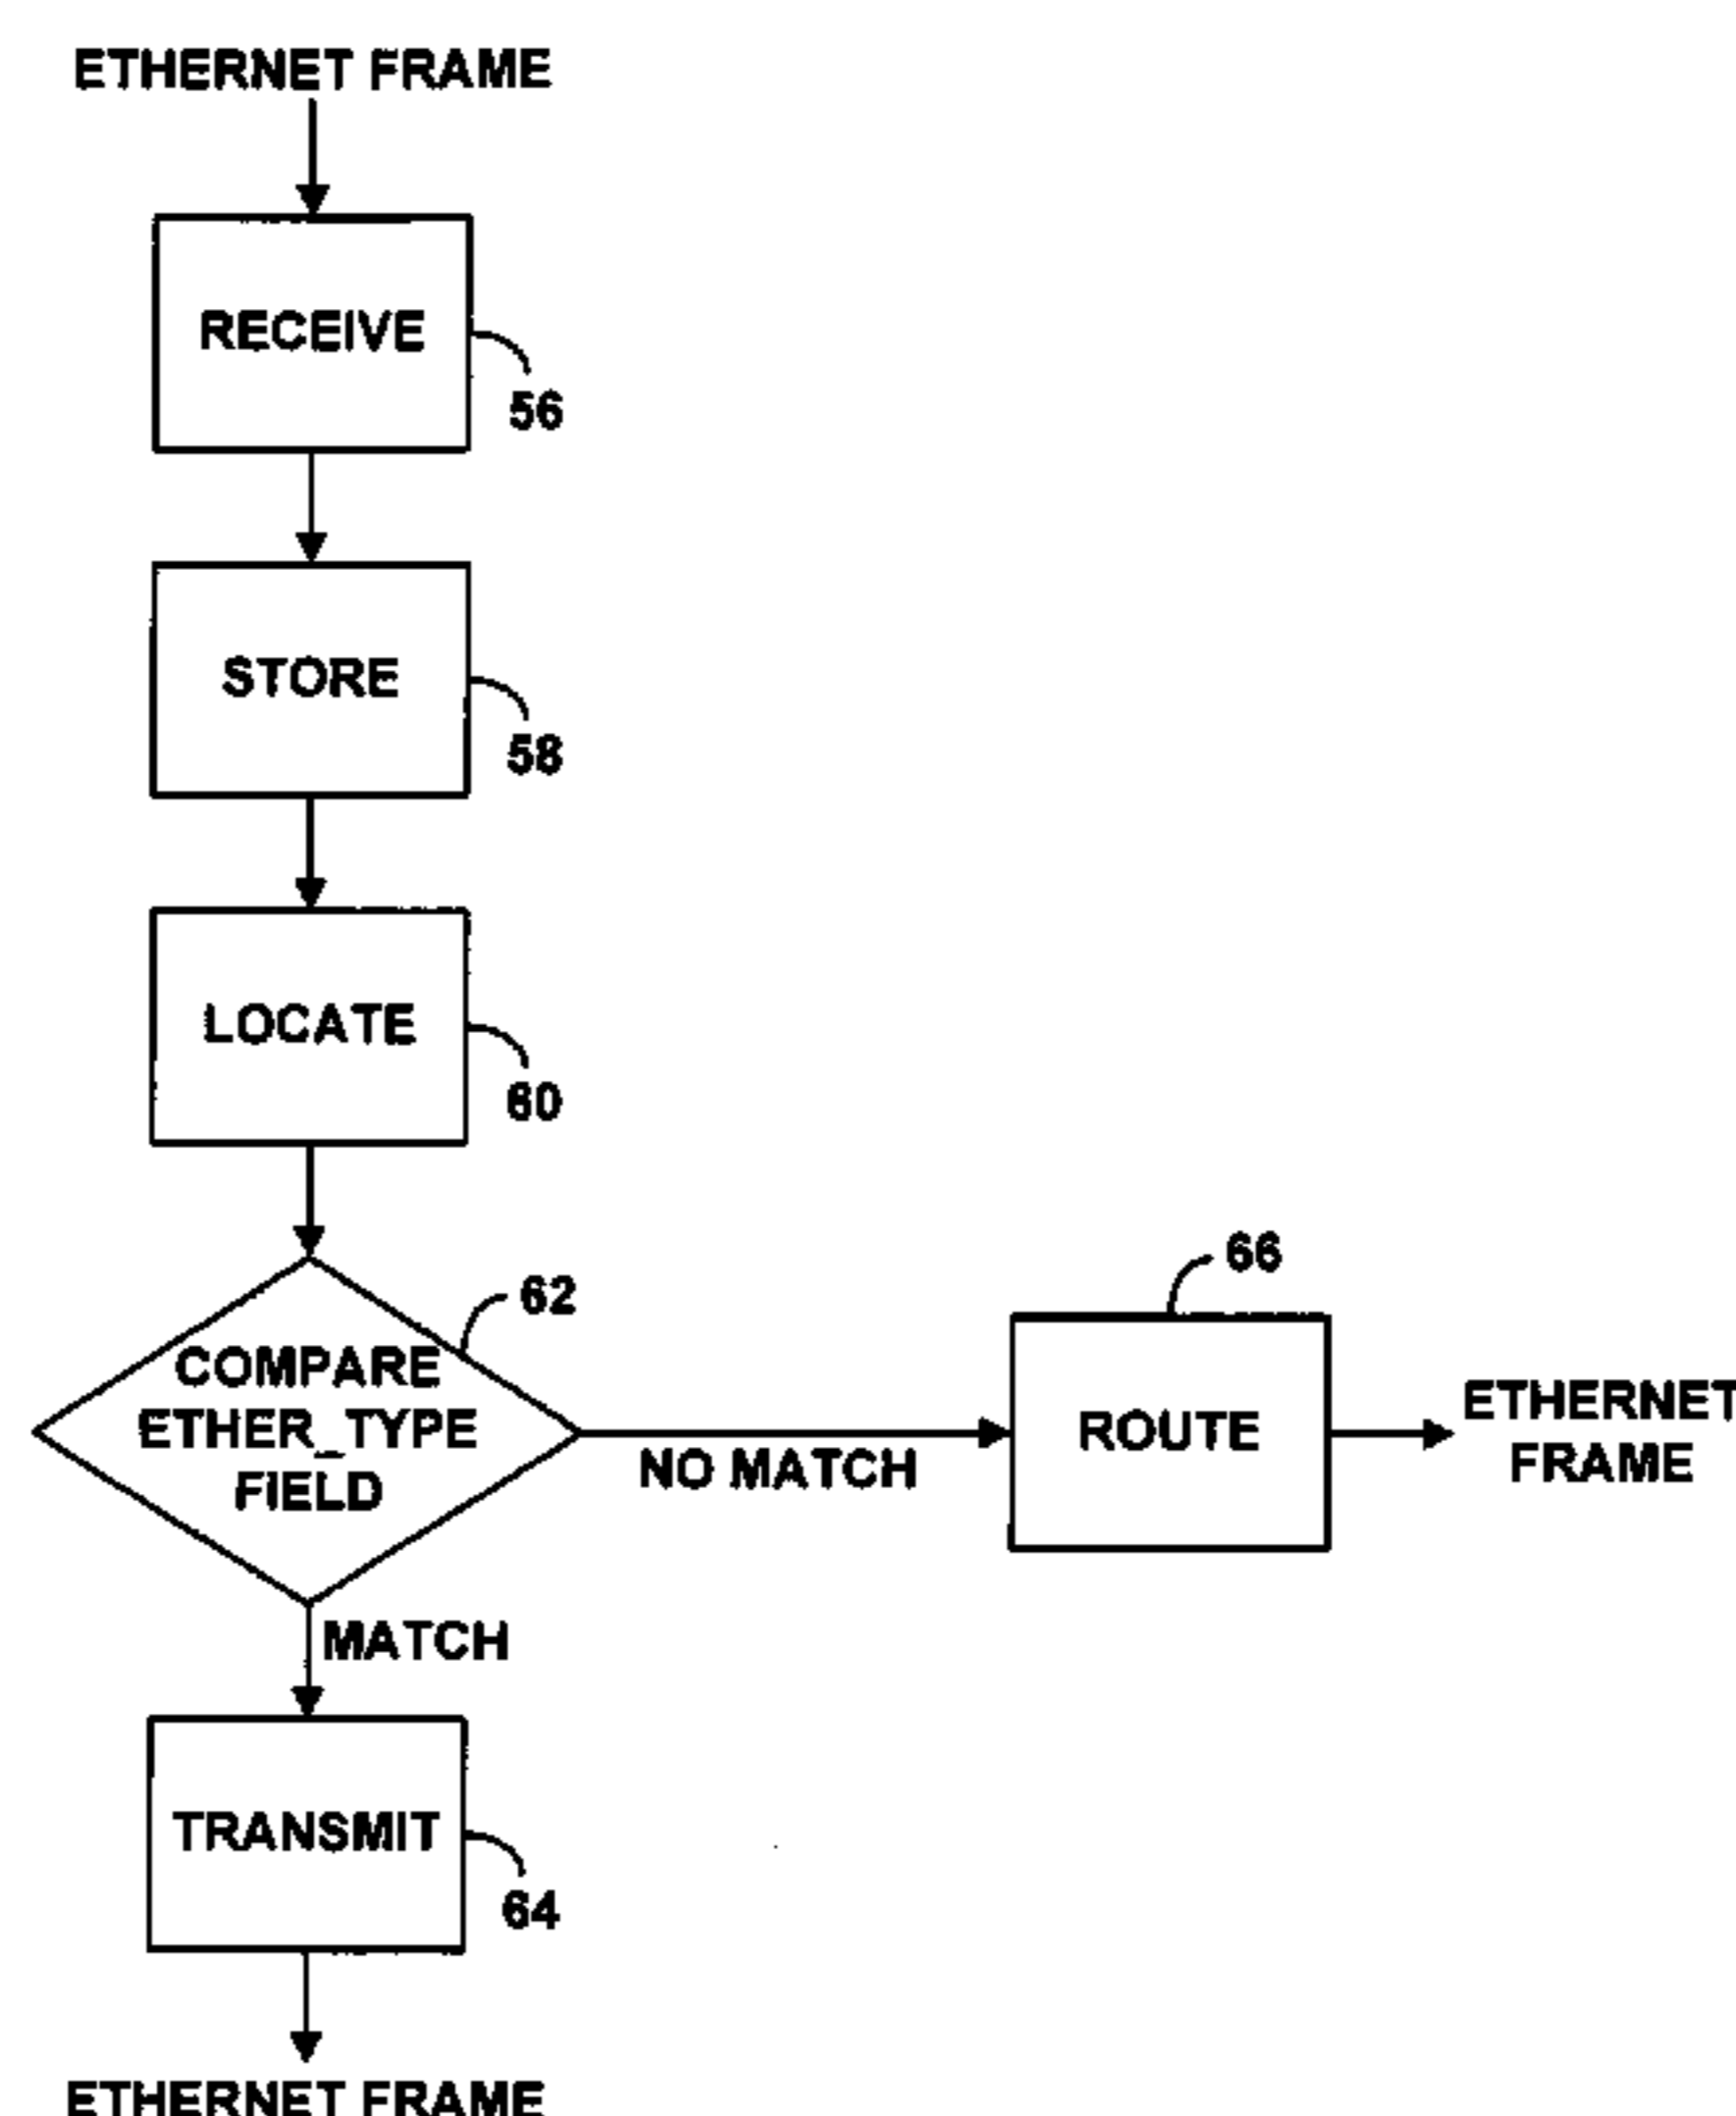 ETHERNET FRAME
RECEIVE
56
STORE
58
LOCATE
60
62
COMPARE
ETHER_TYPE
FIELD
NO MATCH
66
ROUTE
ETHERNET
FRAME
MATCH
TRANSMIT
64
ETHERNET FRAME